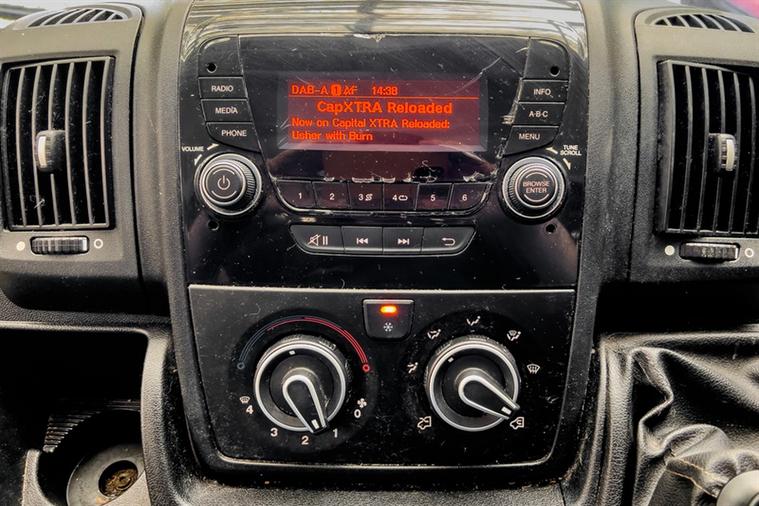 DAB-A 1 AF 14:38
CapXTRA Reloaded
Now on Capital XTRA Reloaded:
Usher with Burn
RADIO
MEDIA
PHONE
INFO
A-B-C
MENU
VOLUME
TUNE
SCROLL
BROWSE
ENTER
1 2 3 4 5 6
4 3 2 1 0